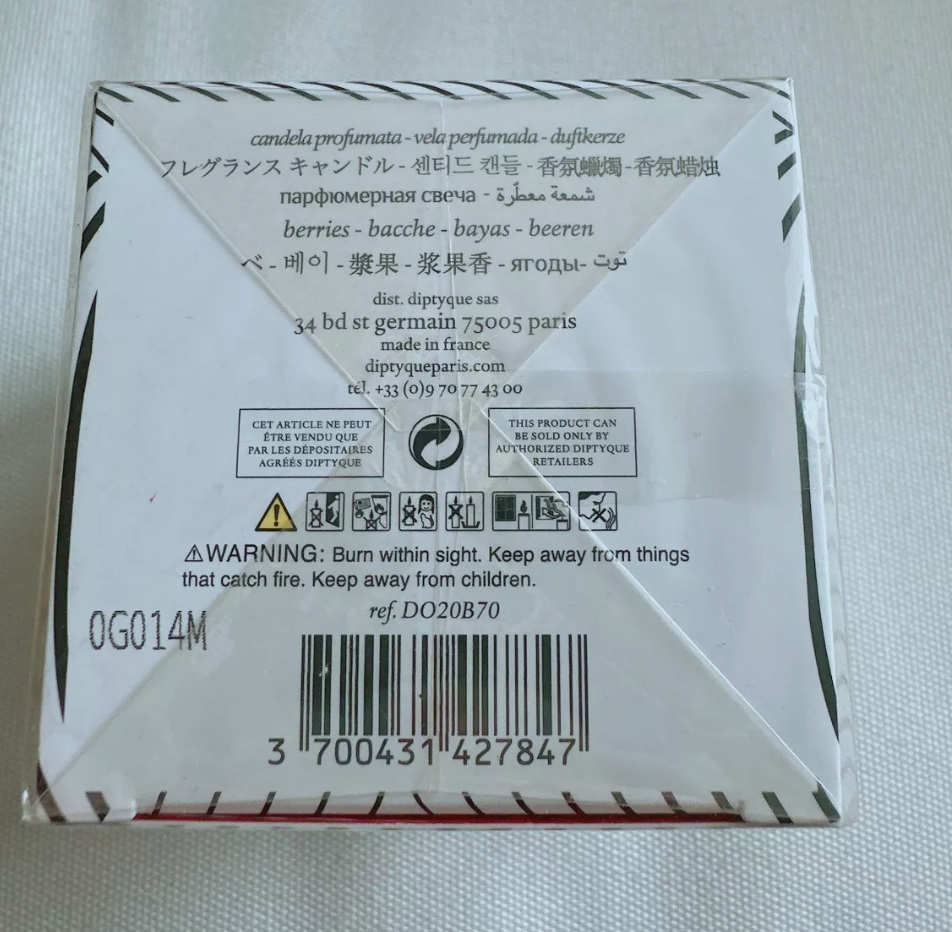 candela profumata - vela perfumada - duftkerze
フレグランス キャンドル - 센티드 캔들 - 香氛蠟燭 - 香氛蜡烛
парфюмерная свеча - شمعة معطّرة
berries - bacche - bayas - beeren
ベ - 베이 - 漿果 - 浆果香 - ягоды - توت
dist. diptyque sas
34 bd st germain 75005 paris
made in france
diptyqueparis.com
tél. +33 (0)9 70 77 43 00
CET ARTICLE NE PEUT
ÊTRE VENDU QUE
PAR LES DÉPOSITAIRES
AGRÉÉS DIPTYQUE
THIS PRODUCT CAN
BE SOLD ONLY BY
AUTHORIZED DIPTYQUE
RETAILERS
⚠WARNING: Burn within sight. Keep away from things
that catch fire. Keep away from children.
ref. DO20B70
0G014M
3 700431 427847